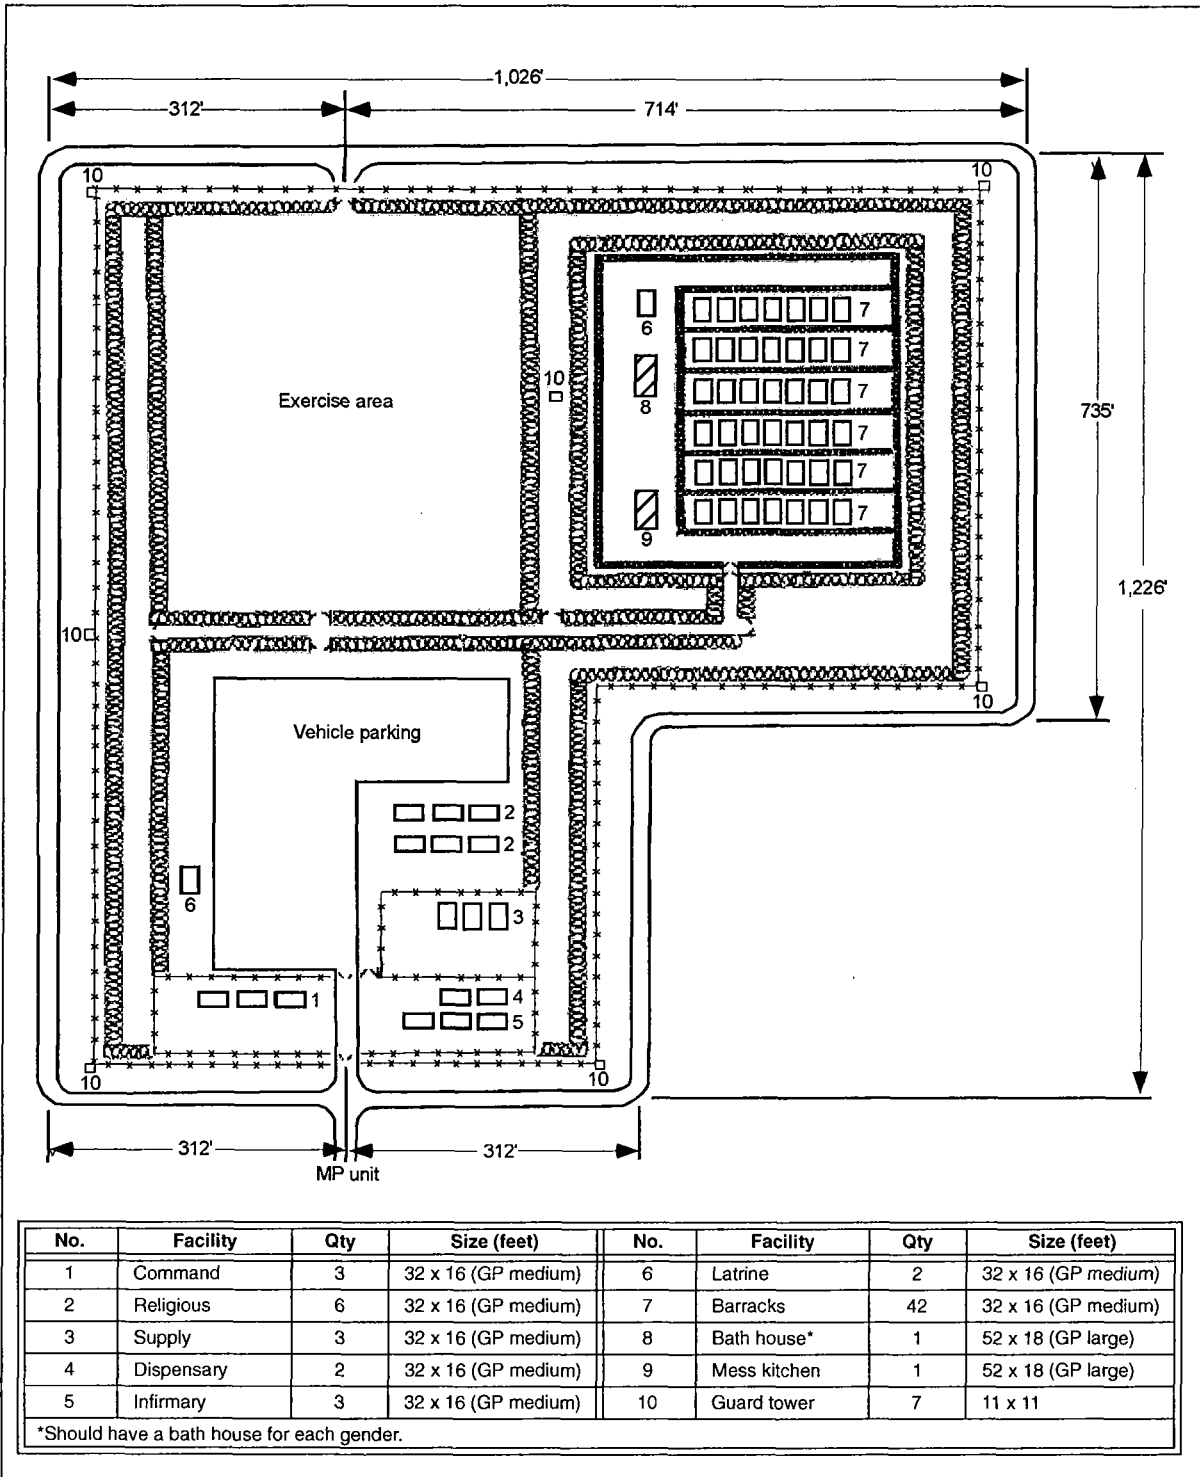 1,026'
312' 714'
10 10
6 7
7
10 8 7
Exercise area 735'
7
7
9 7
1,226'
10
10
Vehicle parking
2
2
6
3
1 4
5
10 10
312' 312'
MP unit
No. Facility Qty Size (feet) No. Facility Qty Size (feet)
1 Command 3 32 x 16 (GP medium) 6 Latrine 2 32 x 16 (GP medium)
2 Religious 6 32 x 16 (GP medium) 7 Barracks 42 32 x 16 (GP medium)
3 Supply 3 32 x 16 (GP medium) 8 Bath house* 1 52 x 18 (GP large)
4 Dispensary 2 32 x 16 (GP medium) 9 Mess kitchen 1 52 x 18 (GP large)
5 Infirmary 3 32 x 16 (GP medium) 10 Guard tower 7 11 x 11
*Should have a bath house for each gender.